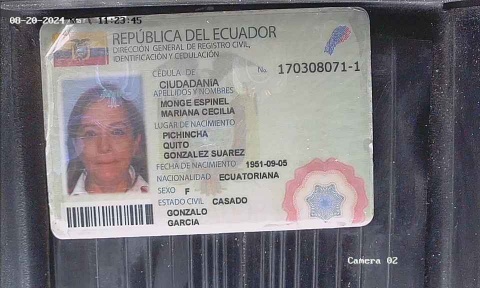 08-20-2024 11:23:45
REPÚBLICA DEL ECUADOR
DIRECCIÓN GENERAL DE REGISTRO CIVIL,
IDENTIFICACIÓN Y CEDULACIÓN
CÉDULA DE No. 170308071-1
CIUDADANÍA
APELLIDOS Y NOMBRES
MONGE ESPINEL
MARIANA CECILIA
LUGAR DE NACIMIENTO
PICHINCHA
QUITO
GONZALEZ SUAREZ
FECHA DE NACIMIENTO 1951-09-05
NACIONALIDAD ECUATORIANA
SEXO F
ESTADO CIVIL CASADO
GONZALO
GARCIA
Camera 02